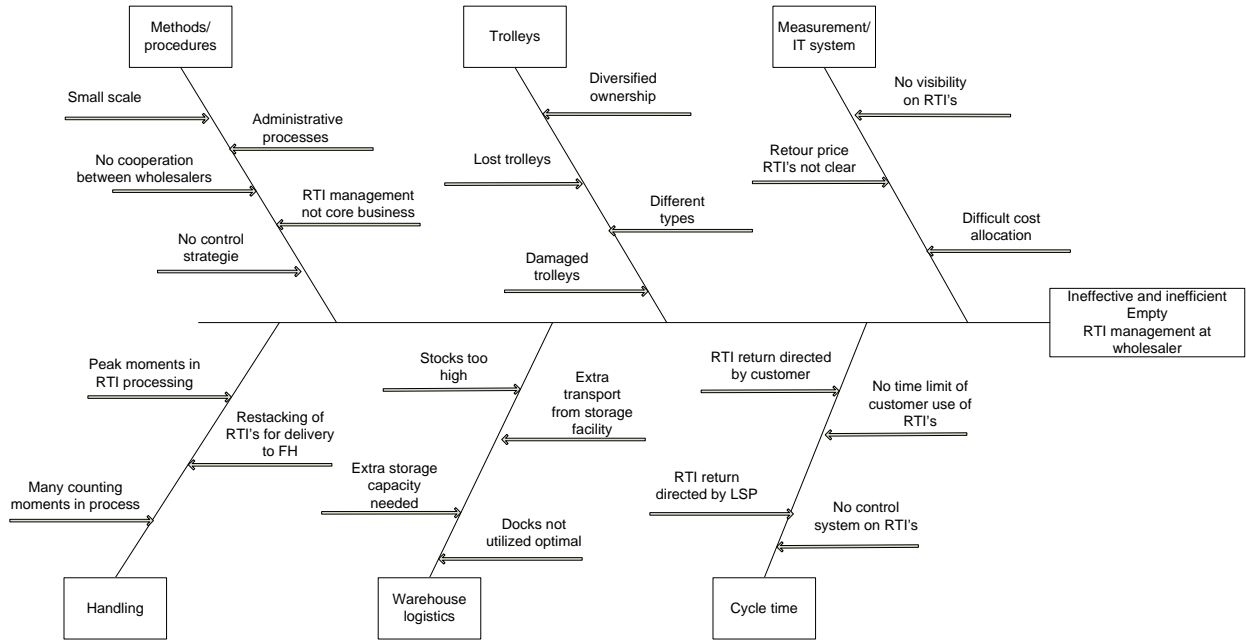 Methods/
procedures
Trolleys
Measurement/
IT system
Small scale
Administrative
processes
No cooperation
between wholesalers
RTI management
not core business
No control
strategie
Diversified
ownership
Lost trolleys
Different
types
Damaged
trolleys
No visibility
on RTI's
Retour price
RTI's not clear
Difficult cost
allocation
Ineffective and inefficient
Empty
RTI management at
wholesaler
Peak moments in
RTI processing
Restacking of
RTI's for delivery
to FH
Many counting
moments in process
Stocks too
high
Extra
transport
from storage
facility
Extra storage
capacity
needed
Docks not
utilized optimal
RTI return directed
by customer
No time limit of
customer use of
RTI's
RTI return
directed by LSP
No control
system on RTI's
Handling
Warehouse
logistics
Cycle time